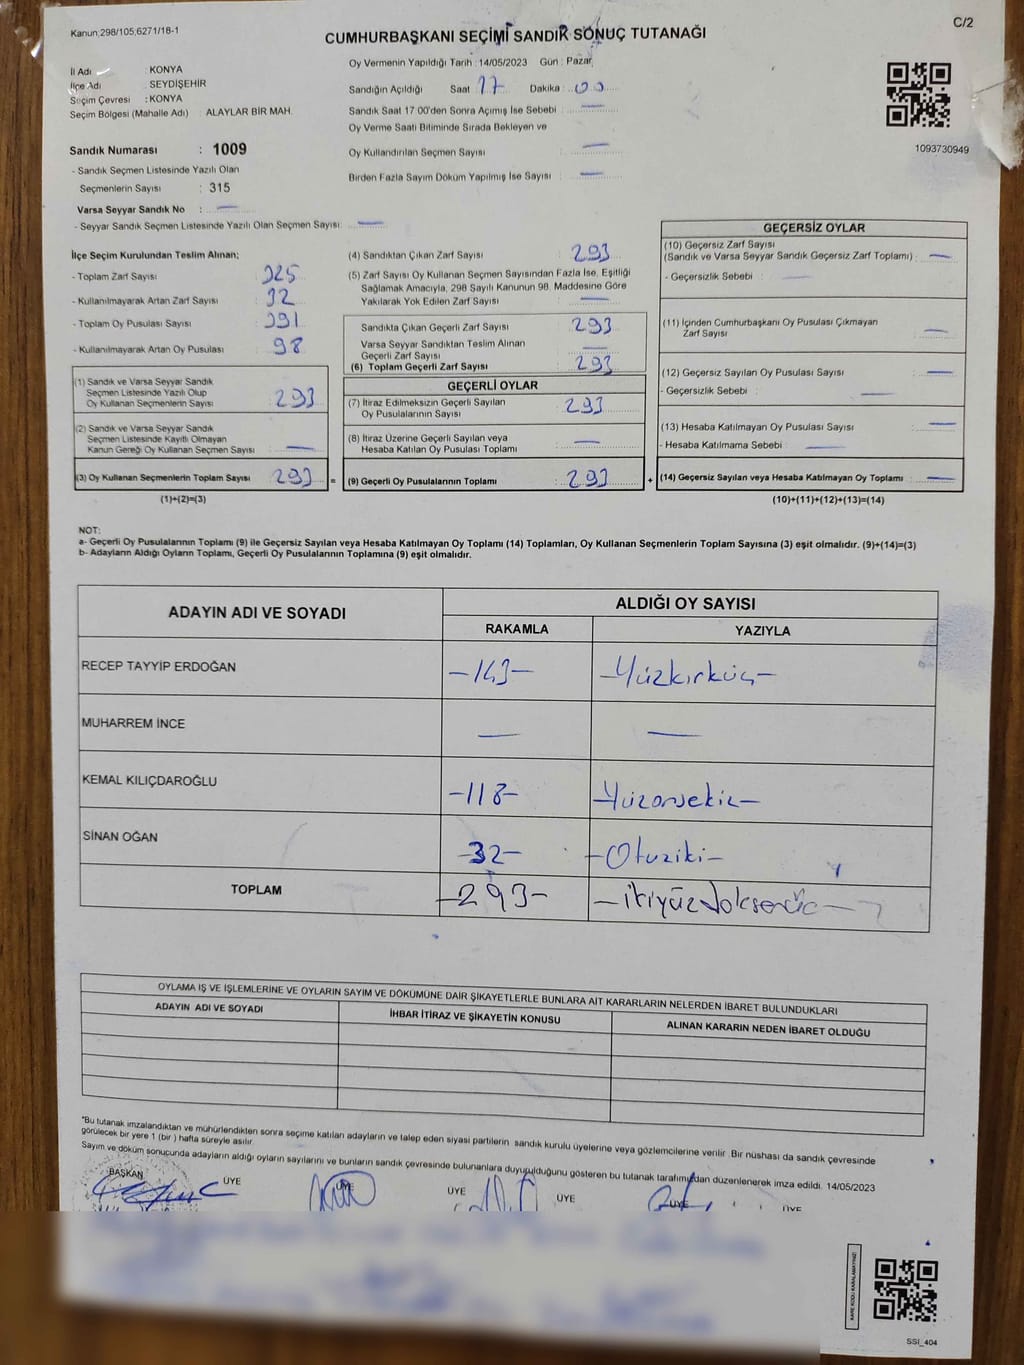 Kanun;298/105;6271/18-1
C/2
CUMHURBAŞKANI SEÇİMİ SANDIK SONUÇ TUTANAĞI
İl Adı : KONYA
İlçe Adı : SEYDİŞEHİR
Seçim Çevresi : KONYA
Seçim Bölgesi (Mahalle Adı) : ALAYLAR BİR MAH.
Sandık Numarası : 1009
- Sandık Seçmen Listesinde Yazılı Olan
Seçmenlerin Sayısı : 315
Varsa Seyyar Sandık No : —
- Seyyar Sandık Seçmen Listesinde Yazılı Olan Seçmen Sayısı: —
Oy Vermenin Yapıldığı Tarih : 14/05/2023 Gün : Pazar
Sandığın Açıldığı Saat 17 Dakika : 00
Sandık Saat 17.00'den Sonra Açımış İse Sebebi : —
Oy Verme Saati Bitiminde Sırada Bekleyen ve
Oy Kullandırılan Seçmen Sayısı : —
Birden Fazla Sayım Döküm Yapılmış İse Sayısı : —
1093730949
İlçe Seçim Kurulundan Teslim Alınan;
- Toplam Zarf Sayısı : 325
- Kullanılmayarak Artan Zarf Sayısı : 32
- Toplam Oy Pusulası Sayısı : 391
- Kullanılmayarak Artan Oy Pusulası : 98
(1) Sandık ve Varsa Seyyar Sandık
Seçmen Listesinde Yazılı Olup
Oy Kullanan Seçmenlerin Sayısı : 293
(2) Sandık ve Varsa Seyyar Sandık
Seçmen Listesinde Kayıtlı Olmayan
Kanun Gereği Oy Kullanan Seçmen Sayısı : —
(3) Oy Kullanan Seçmenlerin Toplam Sayısı : 293 =
(1)+(2)=(3)
(4) Sandıktan Çıkan Zarf Sayısı : 293
(5) Zarf Sayısı Oy Kullanan Seçmen Sayısından Fazla İse, Eşitliği
Sağlamak Amacıyla, 298 Sayılı Kanunun 98. Maddesine Göre
Yakılarak Yok Edilen Zarf Sayısı : —
Sandıkta Çıkan Geçerli Zarf Sayısı : 293
Varsa Seyyar Sandıktan Teslim Alınan
Geçerli Zarf Sayısı : —
(6) Toplam Geçerli Zarf Sayısı : 293
GEÇERLİ OYLAR
(7) İtiraz Edilmeksizin Geçerli Sayılan
Oy Pusulalarının Sayısı : 293
(8) İtiraz Üzerine Geçerli Sayılan veya
Hesaba Katılan Oy Pusulası Toplamı : —
(9) Geçerli Oy Pusulalarının Toplamı : 293 +
GEÇERSİZ OYLAR
(10) Geçersiz Zarf Sayısı
(Sandık ve Varsa Seyyar Sandık Geçersiz Zarf Toplamı) : —
- Geçersizlik Sebebi : —
(11) İçinden Cumhurbaşkanı Oy Pusulası Çıkmayan
Zarf Sayısı : —
(12) Geçersiz Sayılan Oy Pusulası Sayısı : —
- Geçersizlik Sebebi : —
(13) Hesaba Katılmayan Oy Pusulası Sayısı : —
- Hesaba Katılmama Sebebi : —
(14) Geçersiz Sayılan veya Hesaba Katılmayan Oy Toplamı : —
(10)+(11)+(12)+(13)=(14)
NOT:
a- Geçerli Oy Pusulalarının Toplamı (9) ile Geçersiz Sayılan veya Hesaba Katılmayan Oy Toplamı (14) Toplamları, Oy Kullanan Seçmenlerin Toplam Sayısına (3) eşit olmalıdır. (9)+(14)=(3)
b- Adayların Aldığı Oyların Toplamı, Geçerli Oy Pusulalarının Toplamına (9) eşit olmalıdır.
ADAYIN ADI VE SOYADI
ALDIĞI OY SAYISI
RAKAMLA YAZIYLA
RECEP TAYYİP ERDOĞAN -143- -Yüzkırküç-
MUHARREM İNCE — —
KEMAL KILIÇDAROĞLU -118- -Yüzonsekiz-
SİNAN OĞAN -32- -Otuziki-
TOPLAM -293- -ikiyüzdoksanüç-
OYLAMA İŞ VE İŞLEMLERİNE VE OYLARIN SAYIM VE DÖKÜMÜNE DAİR ŞİKAYETLERLE BUNLARA AİT KARARLARIN NELERDEN İBARET BULUNDUKLARI
ADAYIN ADI VE SOYADI İHBAR İTİRAZ VE ŞİKAYETİN KONUSU ALINAN KARARIN NEDEN İBARET OLDUĞU
*Bu tutanak imzalandıktan ve mühürlendikten sonra seçime katılan adayların ve talep eden siyasi partilerin sandık kurulu üyelerine veya gözlemcilerine verilir. Bir nüshası da sandık çevresinde
görülecek bir yere 1 (bir ) hafta süreyle asılır.
Sayım ve döküm sonucunda adayların aldığı oyların sayılarını ve bunların sandık çevresinde bulunanlara duyurulduğunu gösteren bu tutanak tarafımızdan düzenlenerek imza edildi. 14/05/2023
BAŞKAN ÜYE ÜYE ÜYE ÜYE ÜYE ÜYE
KARE KODU KARALAMAYINIZ!
SSİ_404